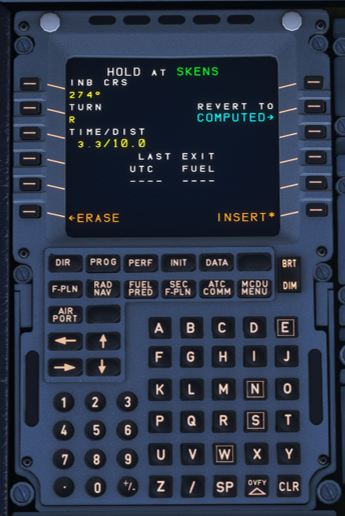 HOLD AT SKENS
INB CRS
274°
TURN
REVERT TO
R
COMPUTED→
TIME/DIST
3.3/10.0
LAST EXIT
UTC FUEL
---- ----
←ERASE
INSERT*
DIR PROG PERF INIT DATA
BRT
F-PLN RAD NAV FUEL PRED SEC F-PLN ATC COMM MCDU MENU
DIM
AIR PORT
← ↑
→ ↓
A B C D E
F G H I J
K L M N O
P Q R S T
U V W X Y
Z / SP OVFY △ CLR
1 2 3
4 5 6
7 8 9
. 0 +/-